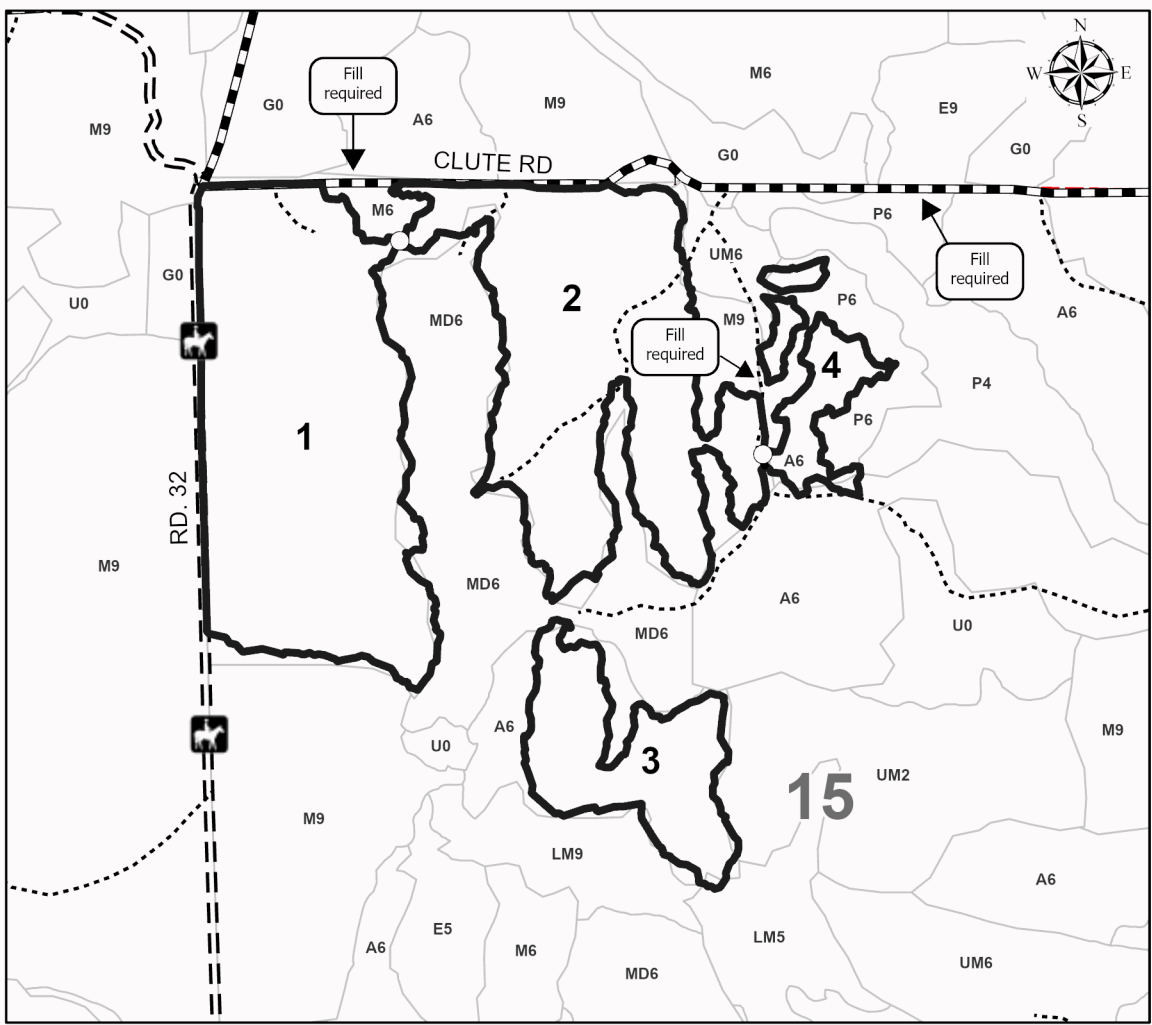 N
W E
S
Fill
required
M6
G0
M9
A6
E9
M9
G0
G0
CLUTE RD
M6
P6
UM6
Fill
required
G0
U0
2
P6
MD6
M9
A6
Fill
required
4
P4
1
P6
A6
RD. 32
M9
MD6
A6
U0
MD6
A6
M9
U0
3
UM2
15
M9
LM9
A6
E5
LM5
A6
M6
UM6
MD6